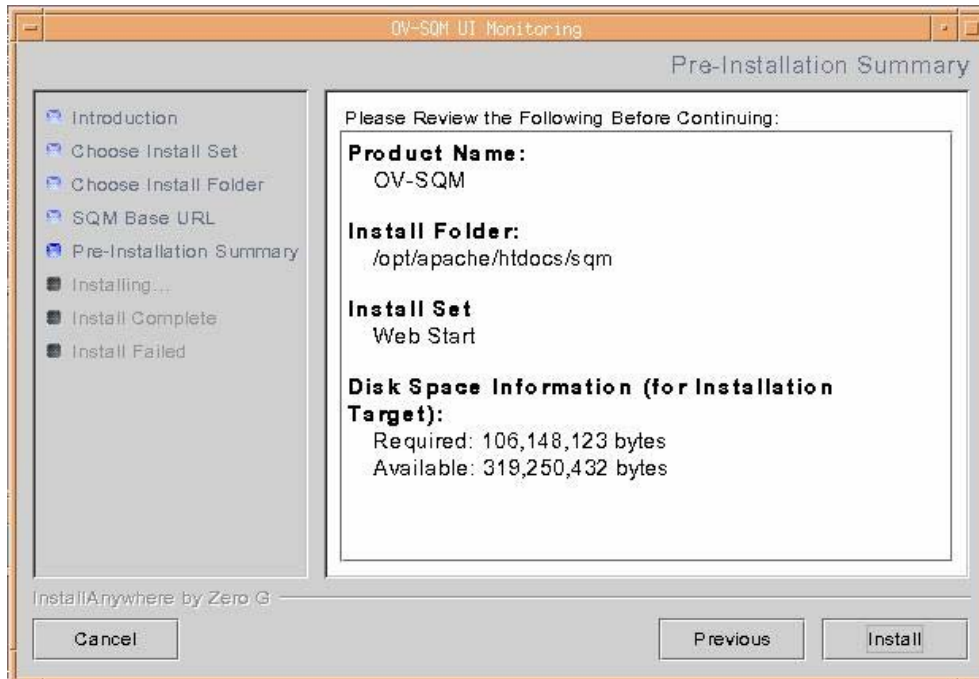 OV-SQM UI Monitoring
Pre-Installation Summary
Introduction
Choose Install Set
Choose Install Folder
SQM Base URL
Pre-Installation Summary
Installing...
Install Complete
Install Failed
Please Review the Following Before Continuing:
Product Name:
OV-SQM
Install Folder:
/opt/apache/htdocs/sqm
Install Set
Web Start
Disk Space Information (for Installation
Target):
Required: 106,148,123 bytes
Available: 319,250,432 bytes
InstallAnywhere by Zero G
Cancel
Previous
Install